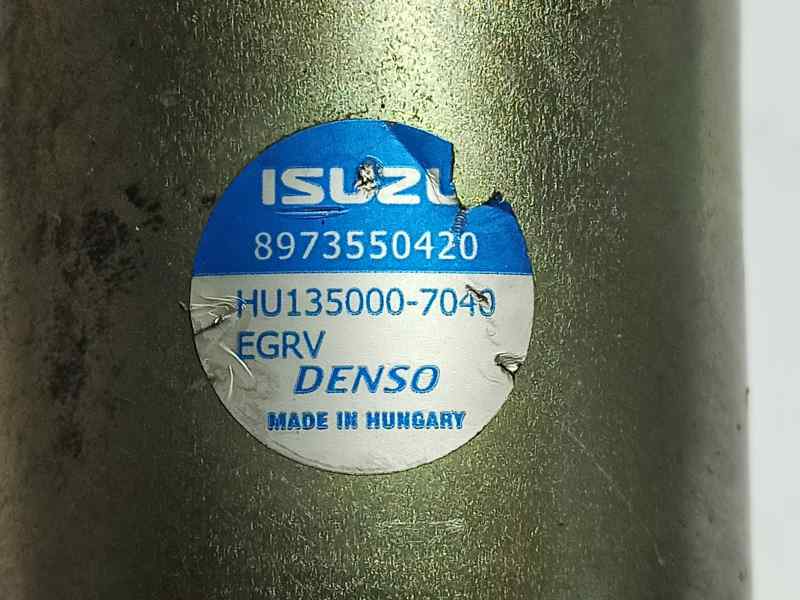 ISUZU
8973550420
HU135000-7040
EGRV
DENSO
MADE IN HUNGARY